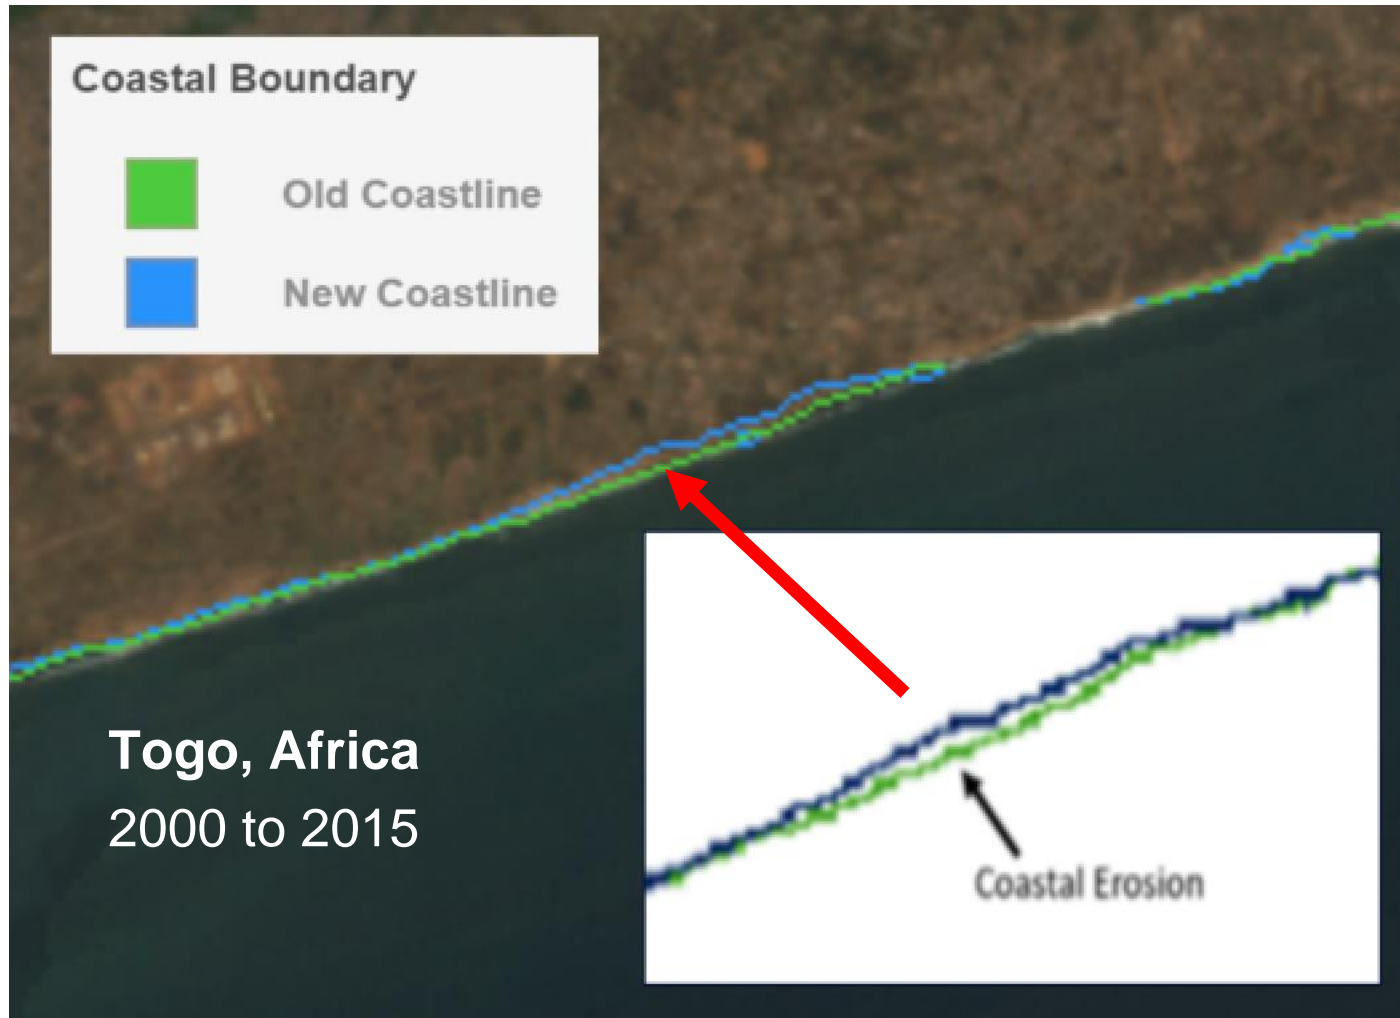 Coastal Boundary
Old Coastline
New Coastline
Togo, Africa
2000 to 2015
Coastal Erosion